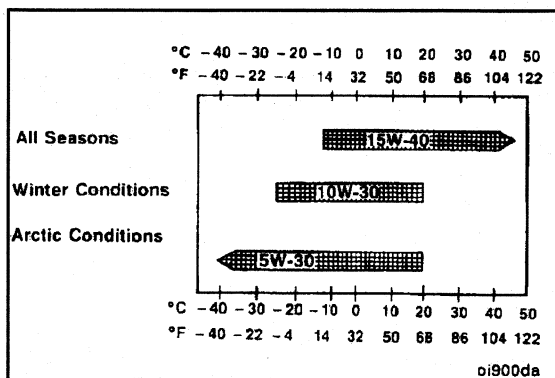 °C -40 -30 -20 -10 0 10 20 30 40 50
°F -40 -22 -4 14 32 50 68 86 104 122
All Seasons 15W-40
Winter Conditions 10W-30
Arctic Conditions
5W-30
°C -40 -30 -20 -10 0 10 20 30 40 50
°F -40 -22 -4 14 32 50 68 86 104 122
oi900da